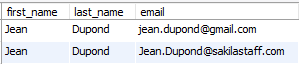 first_name last_name email
Jean Dupond jean.dupond@gmail.com
Jean Dupond Jean.Dupond@sakilastaff.com